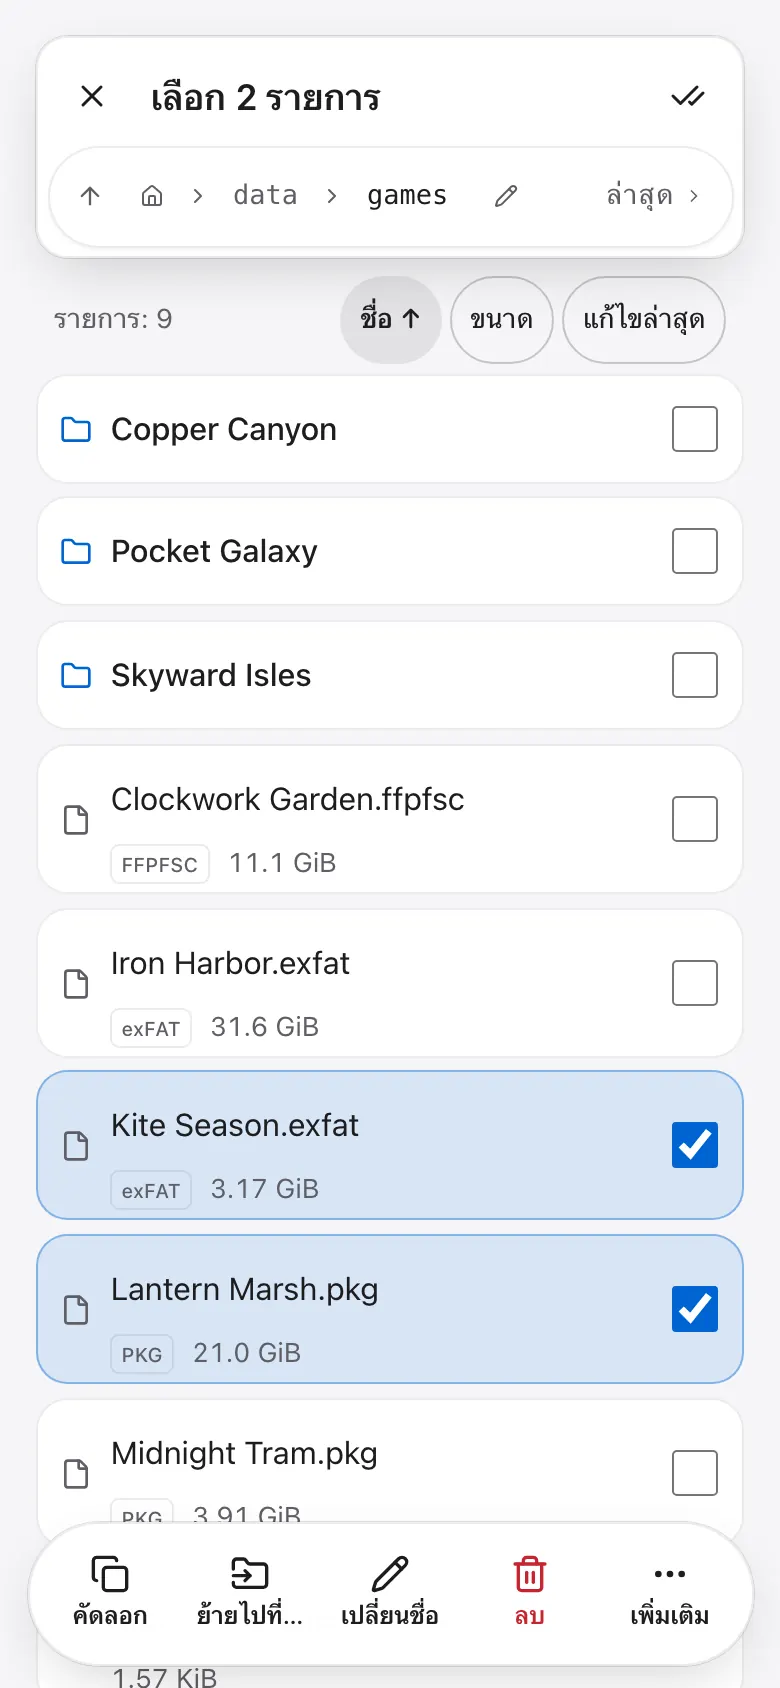 เลือก 2 รายการ
data games ล่าสุด
รายการ: 9 ชื่อ ขนาด แก้ไขล่าสุด
Copper Canyon
Pocket Galaxy
Skyward Isles
Clockwork Garden.ffpfsc
FFPFSC 11.1 GiB
Iron Harbor.exfat
exFAT 31.6 GiB
Kite Season.exfat
exFAT 3.17 GiB
Lantern Marsh.pkg
PKG 21.0 GiB
Midnight Tram.pkg
PKG 3.91 GiB
คัดลอก ย้ายไปที่... เปลี่ยนชื่อ ลบ เพิ่มเติม
1.57 KiB